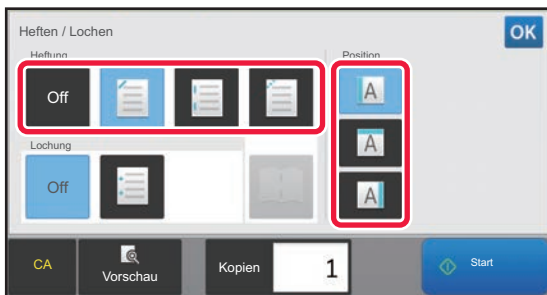 Heften / Lochen
OK
Heftung
Position
Off
A
Lochung
A
Off
A
CA
Vorschau
Kopien
1
Start